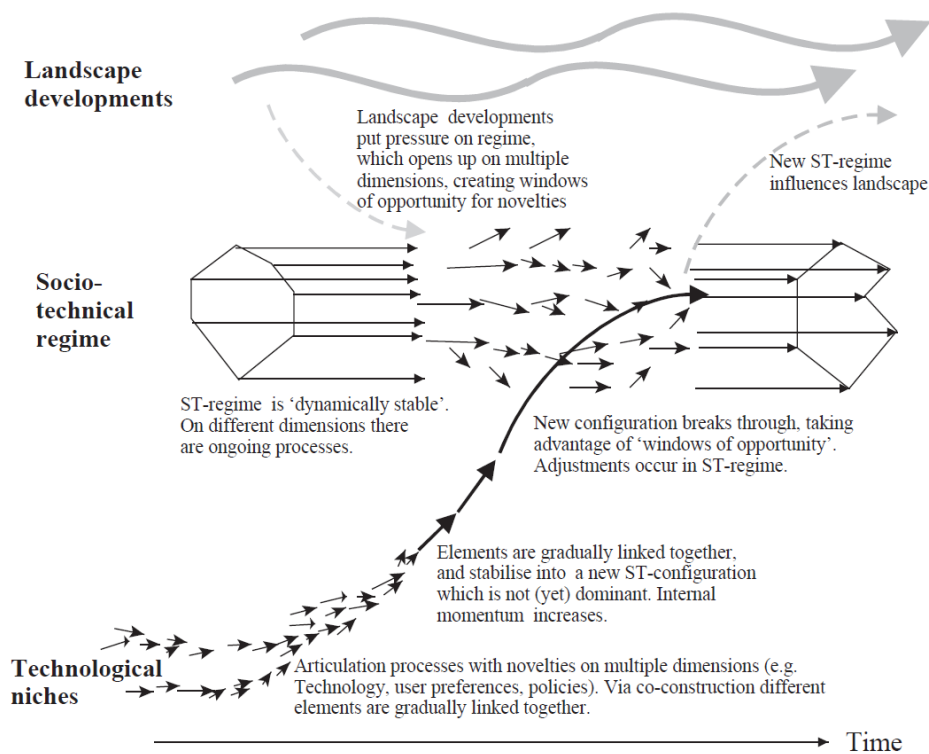 Landscape
developments
Landscape developments
put pressure on regime,
which opens up on multiple
dimensions, creating windows
of opportunity for novelties
New ST-regime
influences landscape
Socio-
technical
regime
ST-regime is ‘dynamically stable’.
On different dimensions there
are ongoing processes.
New configuration breaks through, taking
advantage of ‘windows of opportunity’.
Adjustments occur in ST-regime.
Elements are gradually linked together,
and stabilise into a new ST-configuration
which is not (yet) dominant. Internal
momentum increases.
Technological
niches
Articulation processes with novelties on multiple dimensions (e.g.
Technology, user preferences, policies). Via co-construction different
elements are gradually linked together.
Time